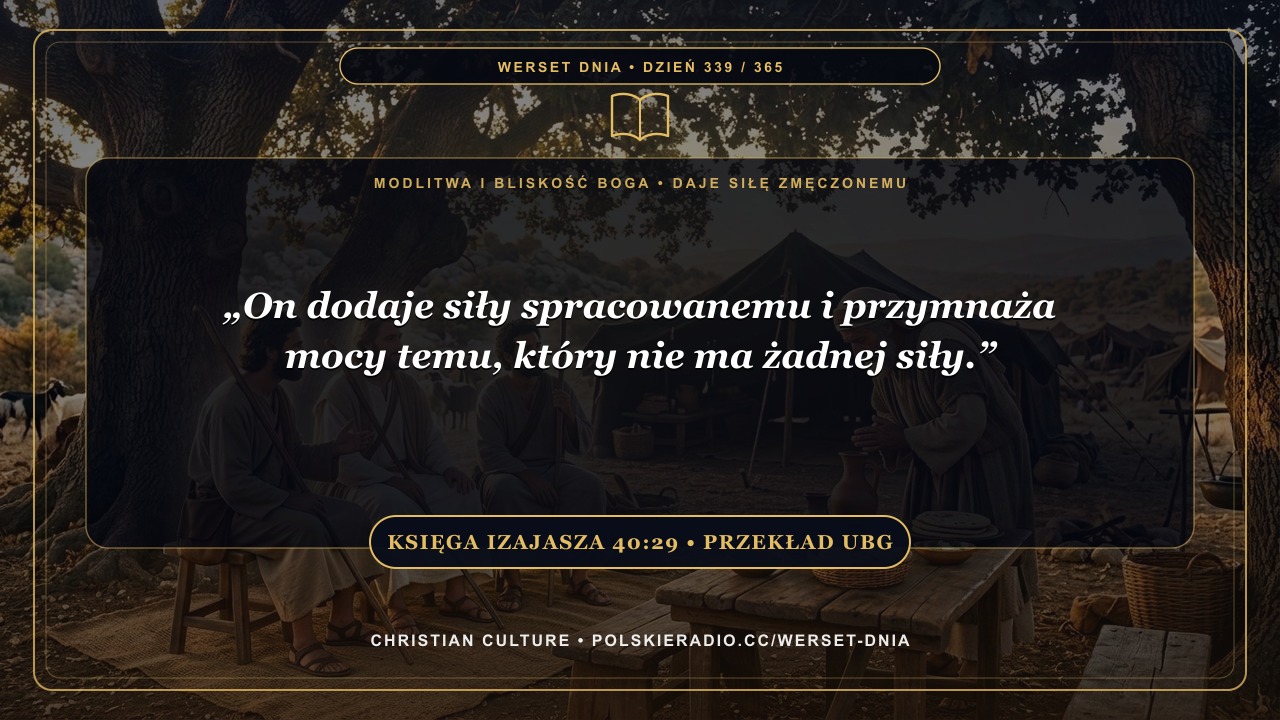 WERSET DNIA • DZIEŃ 339 / 365
MODLITWA I BLISKOŚĆ BOGA • DAJE SIŁĘ ZMĘCZONEMU
„On dodaje siły spracowanemu i przymnaża
mocy temu, który nie ma żadnej siły.”
KSIĘGA IZAJASZA 40:29 • PRZEKŁAD UBG
CHRISTIAN CULTURE • POLSKIERADIO.CC/WERSET-DNIA